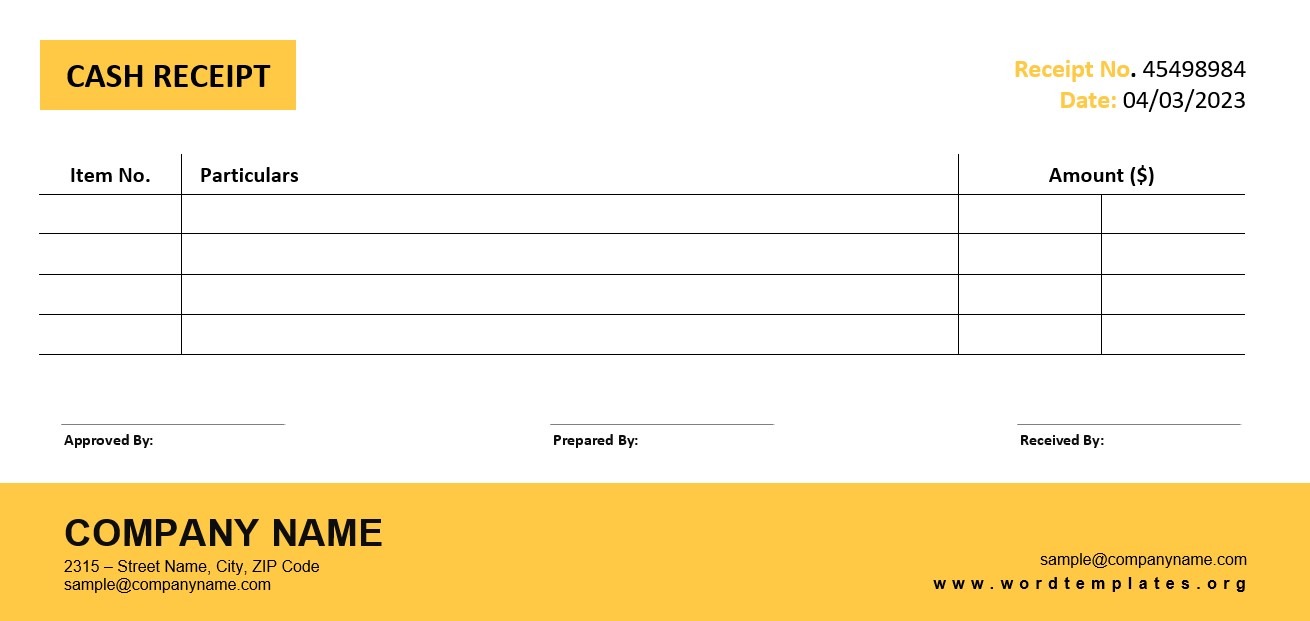 CASH RECEIPT
Receipt No. 45498984
Date: 04/03/2023
Item No. Particulars Amount ($)
Approved By: Prepared By: Received By:
COMPANY NAME
2315 – Street Name, City, ZIP Code
sample@companyname.com
sample@companyname.com
www.wordtemplates.org